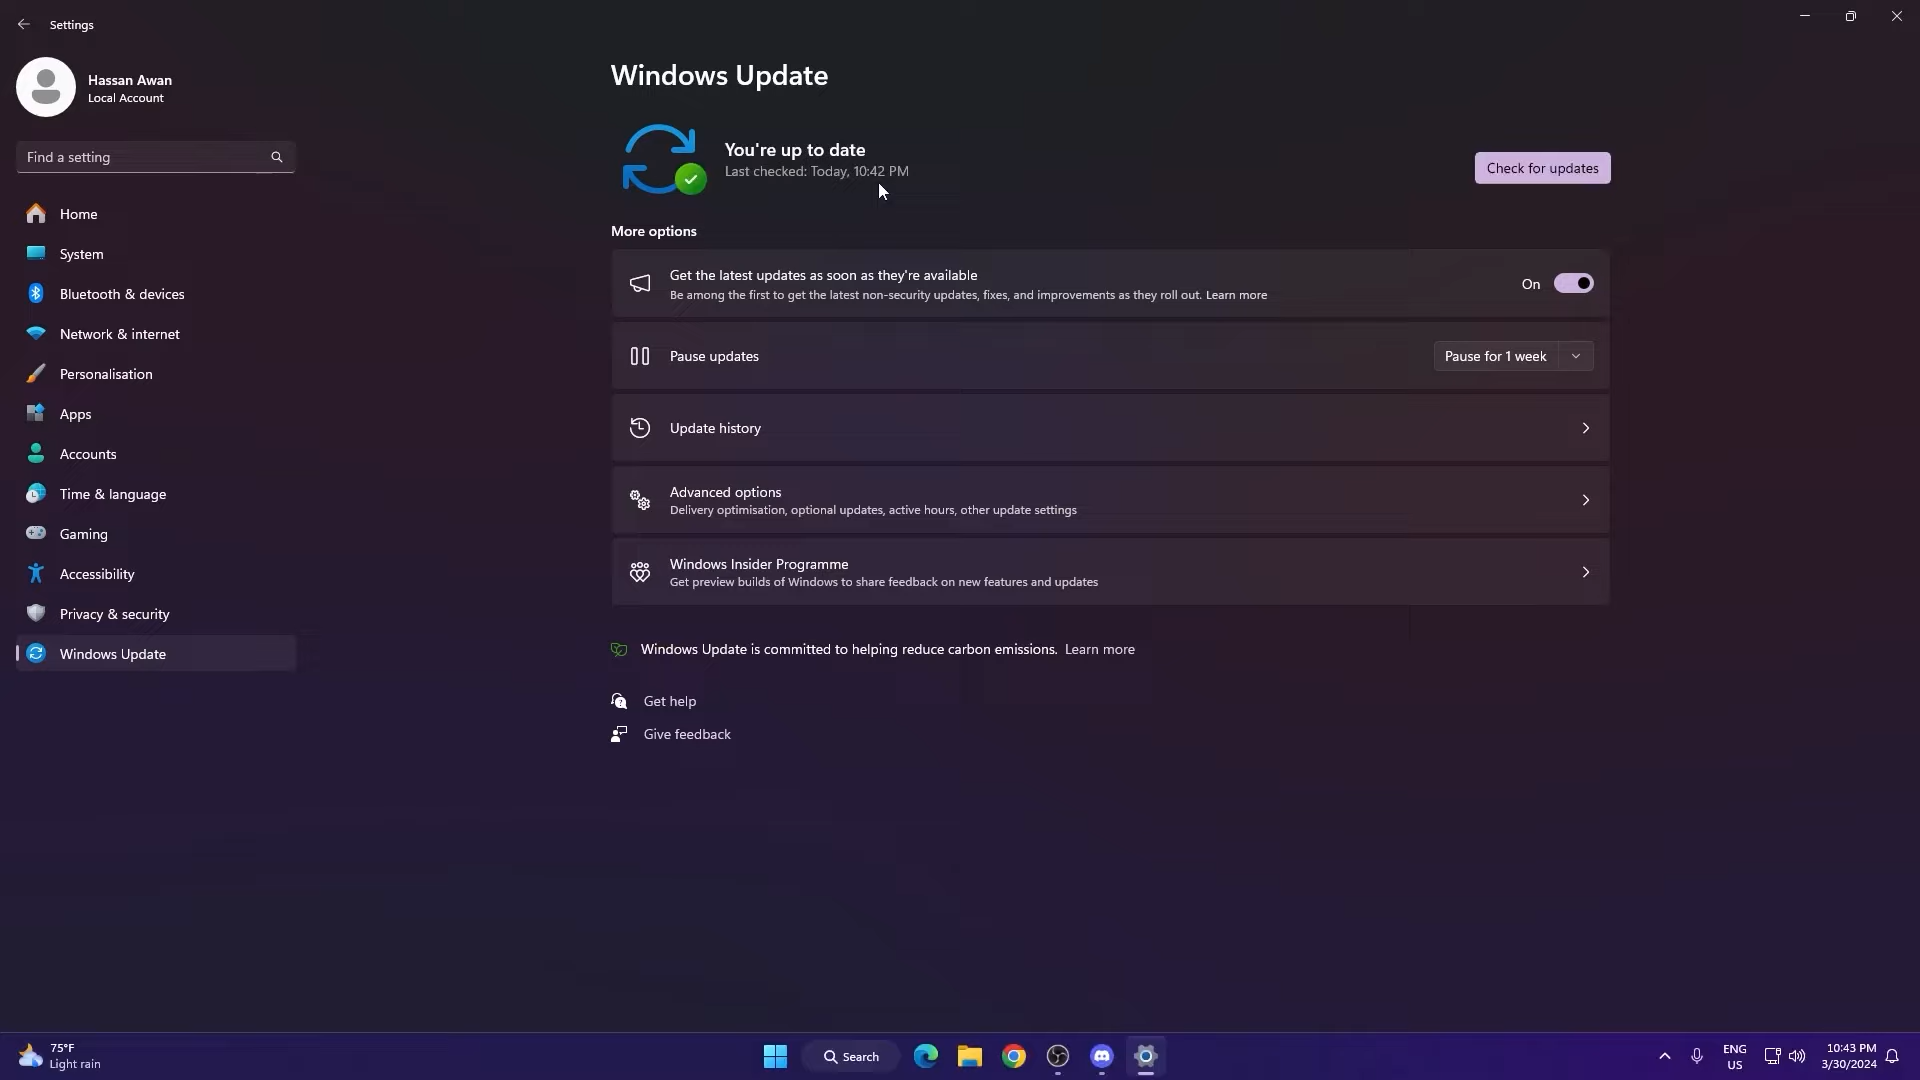 Settings
Hassan Awan
Local Account
Find a setting
Home
System
Bluetooth & devices
Network & internet
Personalisation
Apps
Accounts
Time & language
Gaming
Accessibility
Privacy & security
Windows Update
Windows Update
You're up to date
Last checked: Today, 10:42 PM
Check for updates
More options
Get the latest updates as soon as they're available
Be among the first to get the latest non-security updates, fixes, and improvements as they roll out. Learn more
On
Pause updates
Pause for 1 week
Update history
Advanced options
Delivery optimisation, optional updates, active hours, other update settings
Windows Insider Programme
Get preview builds of Windows to share feedback on new features and updates
Windows Update is committed to helping reduce carbon emissions. Learn more
Get help
Give feedback
75°F
Light rain
Search
ENG
US
10:43 PM
3/30/2024